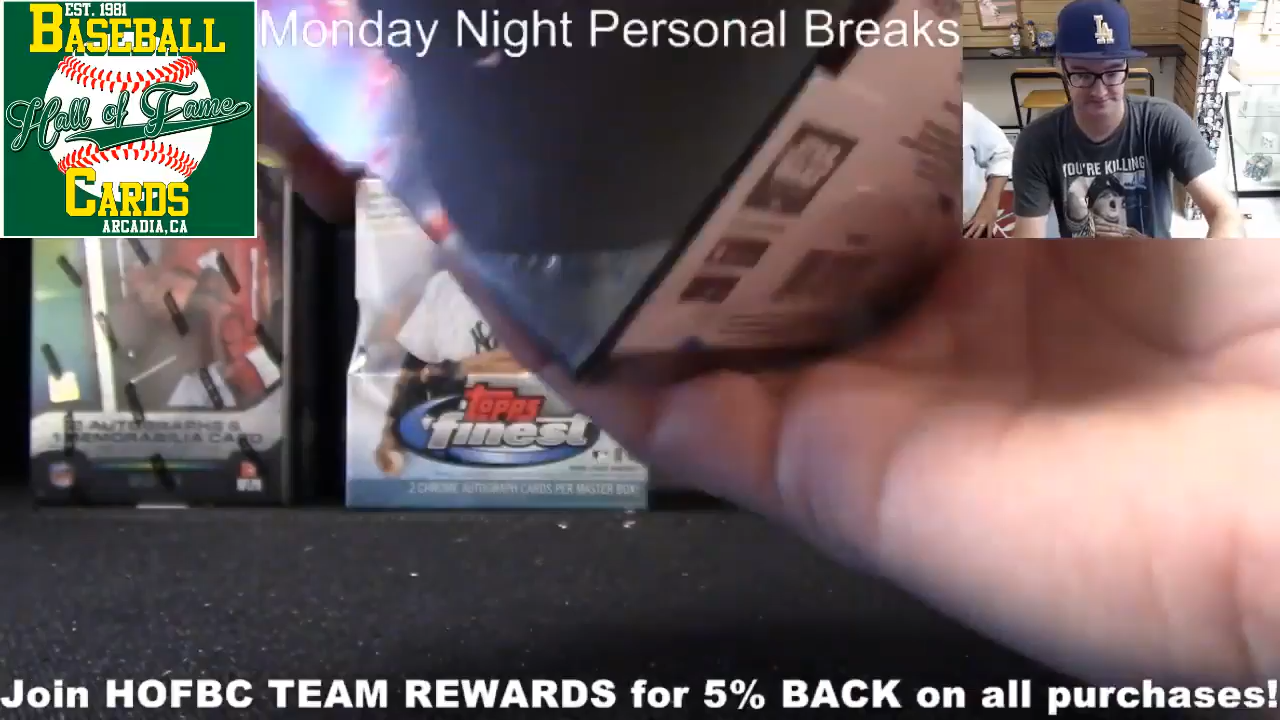 EST. 1981
BASEBALL
Hall of Fame
CARDS
ARCADIA, CA
Monday Night Personal Breaks
LA
YOU'RE KILLING
AUTOGRAPHS &
MEMORABILIA CARD
TOPPS
finest
2 CHROME AUTOGRAPH CARDS PER MASTER BOX
Join HOFBC TEAM REWARDS for 5% BACK on all purchases!